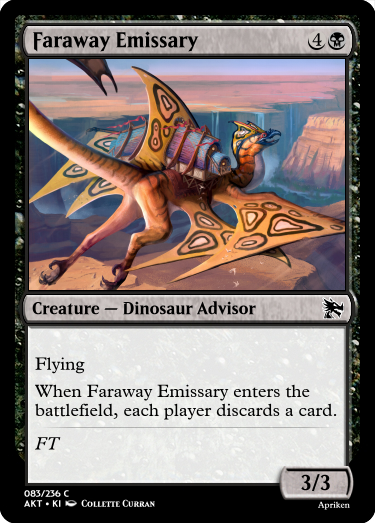 Faraway Emissary 4
Creature — Dinosaur Advisor
Flying
When Faraway Emissary enters the
battlefield, each player discards a card.
FT
3/3
083/236 C
AKT • KI Collette Curran
Apriken